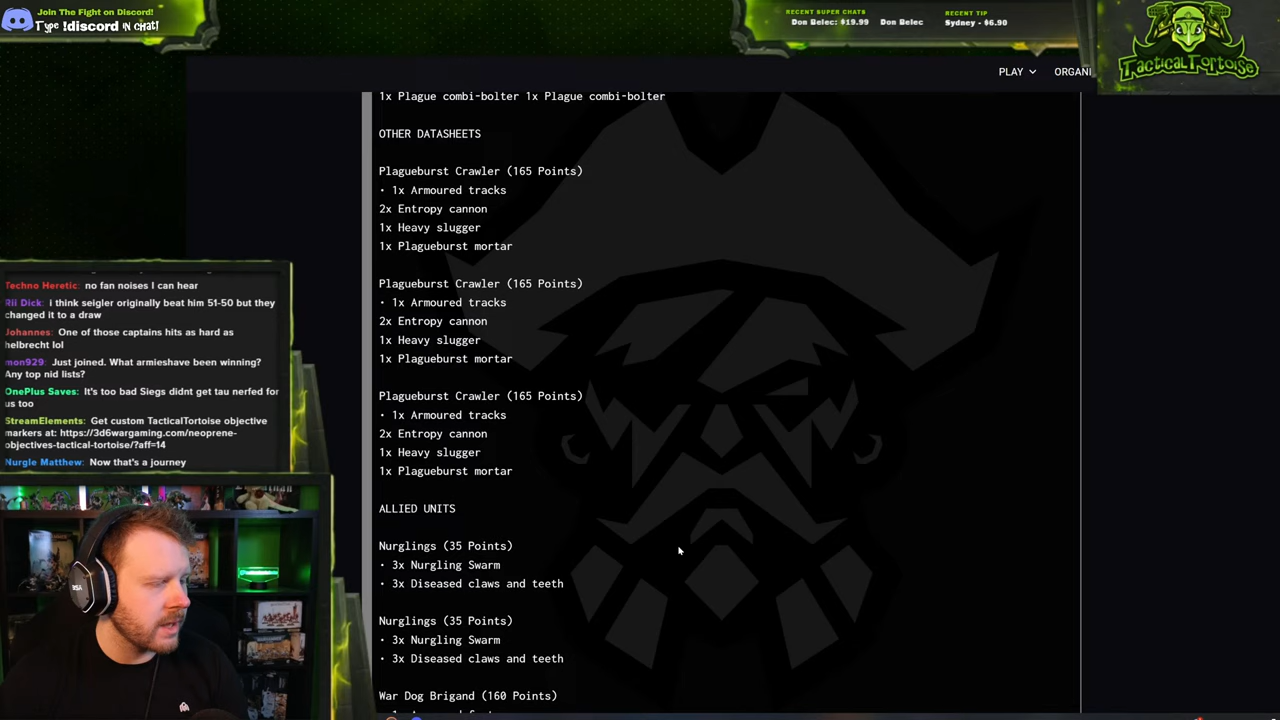 Join The Fight on Discord!
Type !discord in chat!
RECENT SUPER CHATS
Don Belec: $19.99 Don Belec
RECENT TIP
Sydney - $6.90
TacticalTortoise
PLAY
ORGANI
1x Plague combi-bolter 1x Plague combi-bolter
OTHER DATASHEETS
Plagueburst Crawler (165 Points)
• 1x Armoured tracks
2x Entropy cannon
1x Heavy slugger
1x Plagueburst mortar
Plagueburst Crawler (165 Points)
• 1x Armoured tracks
2x Entropy cannon
1x Heavy slugger
1x Plagueburst mortar
Plagueburst Crawler (165 Points)
• 1x Armoured tracks
2x Entropy cannon
1x Heavy slugger
1x Plagueburst mortar
ALLIED UNITS
Nurglings (35 Points)
• 3x Nurgling Swarm
• 3x Diseased claws and teeth
Nurglings (35 Points)
• 3x Nurgling Swarm
• 3x Diseased claws and teeth
War Dog Brigand (160 Points)
Techno Heretic: no fan noises I can hear
Rii Dick: i think seigler originally beat him 51-50 but they
changed it to a draw
Johannes: One of those captains hits as hard as
helbrecht lol
mon929: Just joined. What armieshave been winning?
Any top nid lists?
OnePlus Saves: It's too bad Siegs didnt get tau nerfed for
us too
StreamElements: Get custom TacticalTortoise objective
markers at: https://3d6wargaming.com/neoprene-
objectives-tactical-tortoise/?aff=14
Nurgle Matthew: Now that's a journey